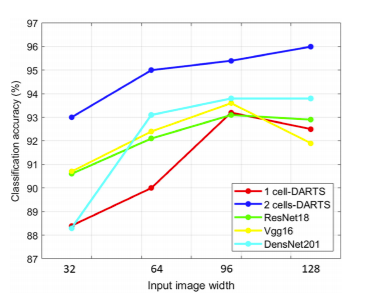 97
96
95
94
93
92
91
90
89
88
87
Classification accuracy (%)
1 cell-DARTS
2 cells-DARTS
ResNet18
Vgg16
DensNet201
32 64 96 128
Input image width